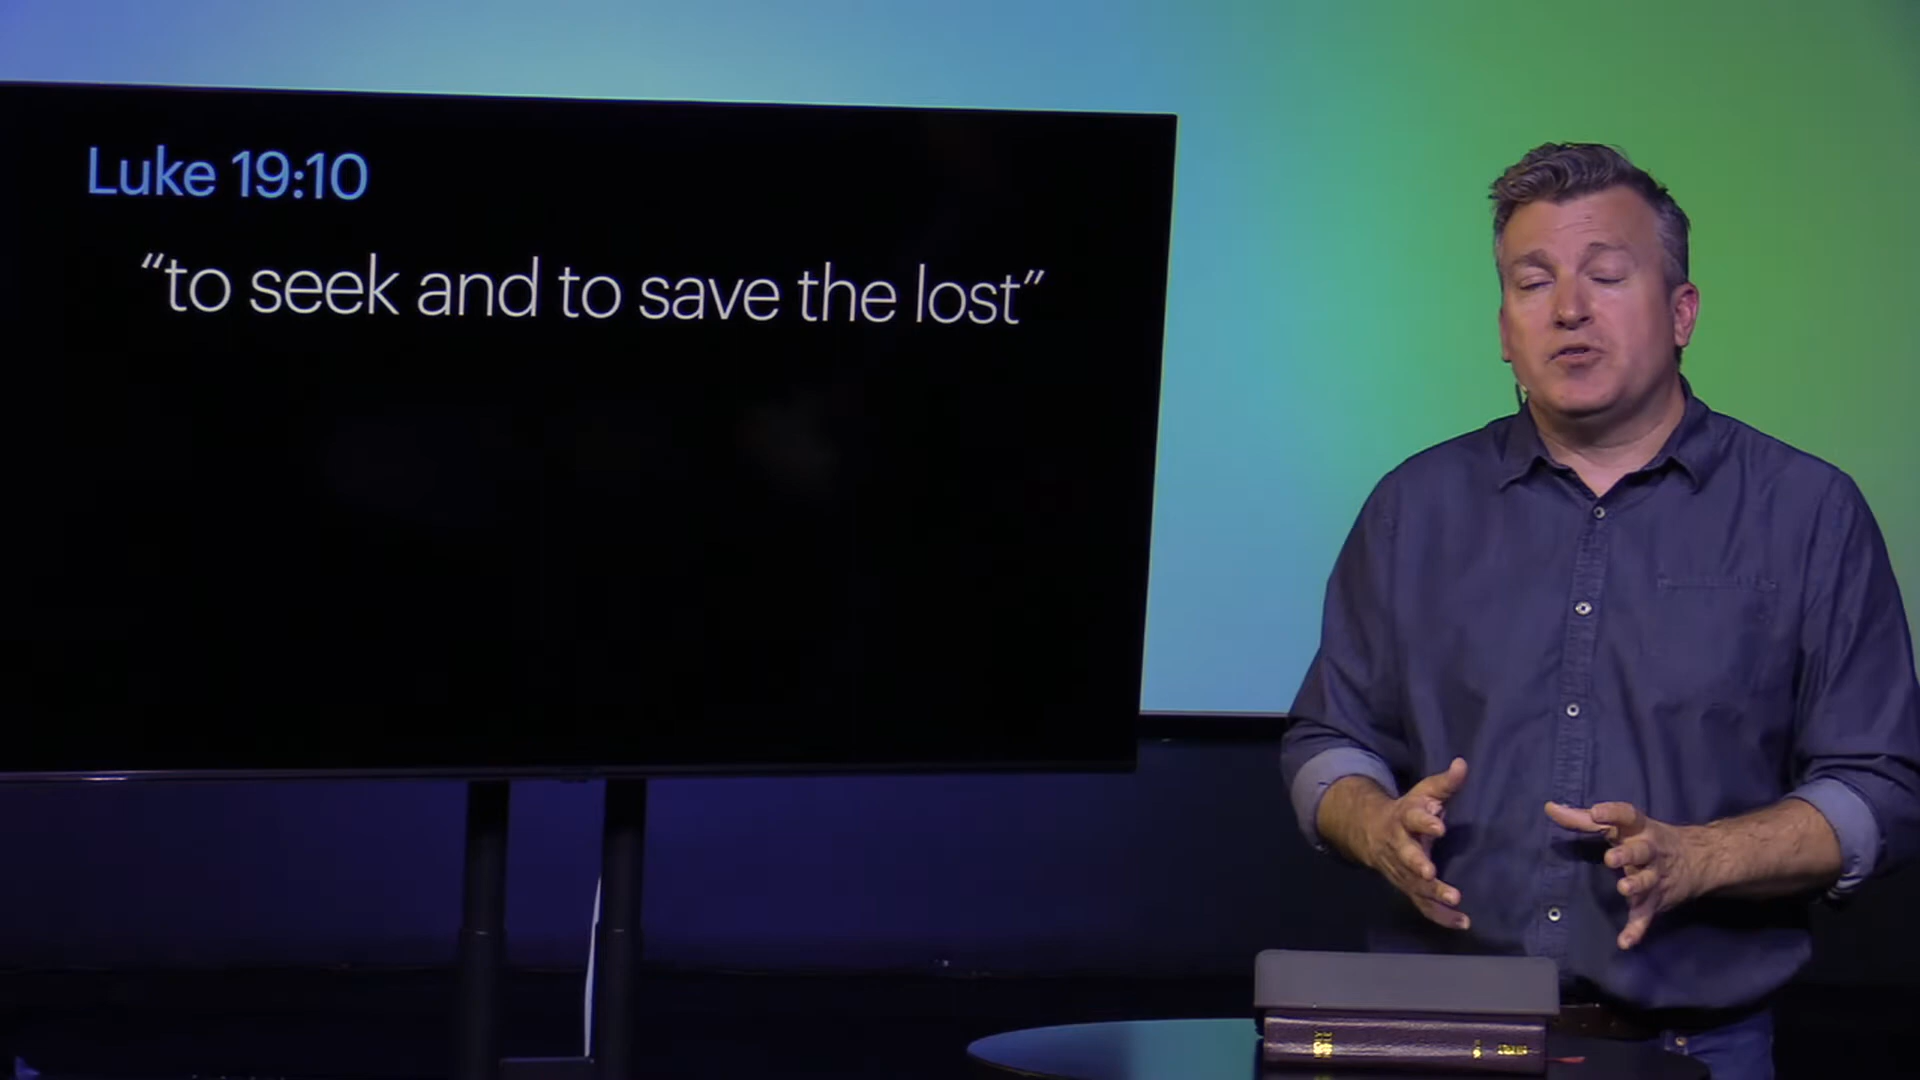 Luke 19:10
“to seek and to save the lost”